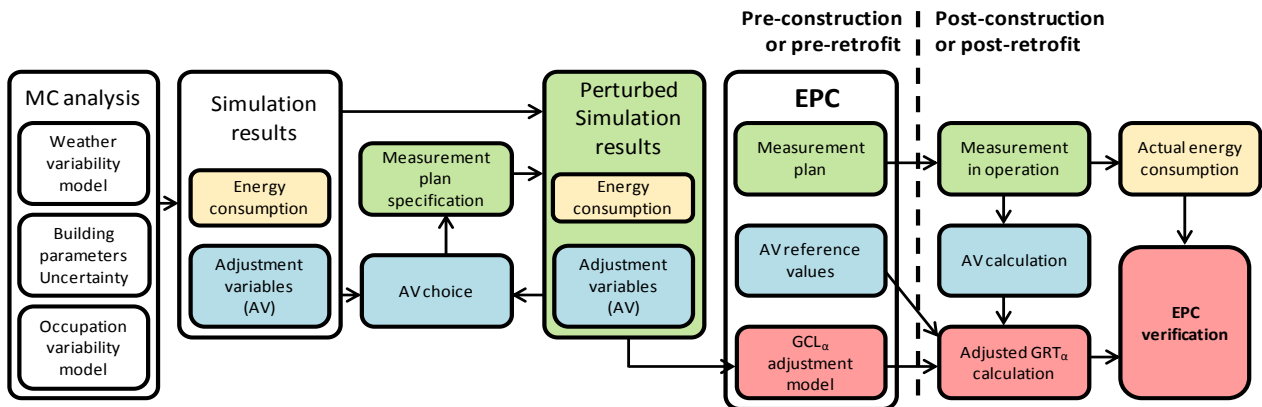 Pre-construction
or pre-retrofit
Post-construction
or post-retrofit
MC analysis
Weather
variability
model
Building
parameters
Uncertainty
Occupation
variability
model
Simulation
results
Energy
consumption
Adjustment
variables
(AV)
Measurement
plan
specification
AV choice
Perturbed
Simulation
results
Energy
consumption
Adjustment
variables (AV)
EPC
Measurement
plan
AV reference
values
GCLα
adjustment
model
Measurement
in operation
AV calculation
Adjusted GRTα
calculation
Actual energy
consumption
EPC
verification